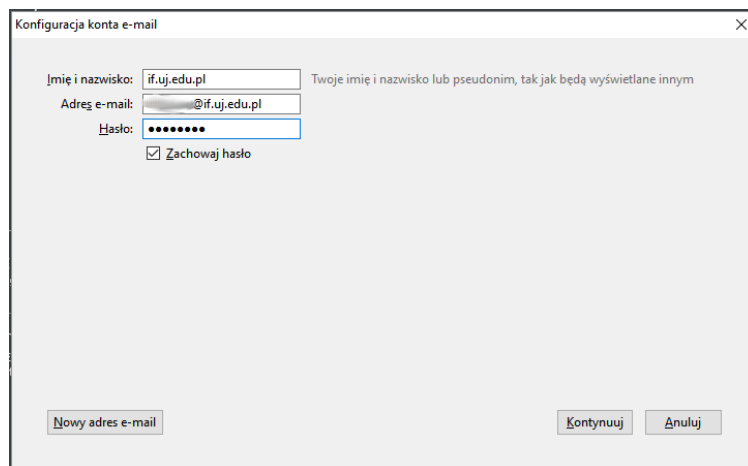 Konfiguracja konta e-mail
Imię i nazwisko: if.uj.edu.pl Twoje imię i nazwisko lub pseudonim, tak jak będą wyświetlane innym
Adres e-mail: @if.uj.edu.pl
Hasło: ●●●●●●●●
Zachowaj hasło
Nowy adres e-mail Kontynuuj Anuluj